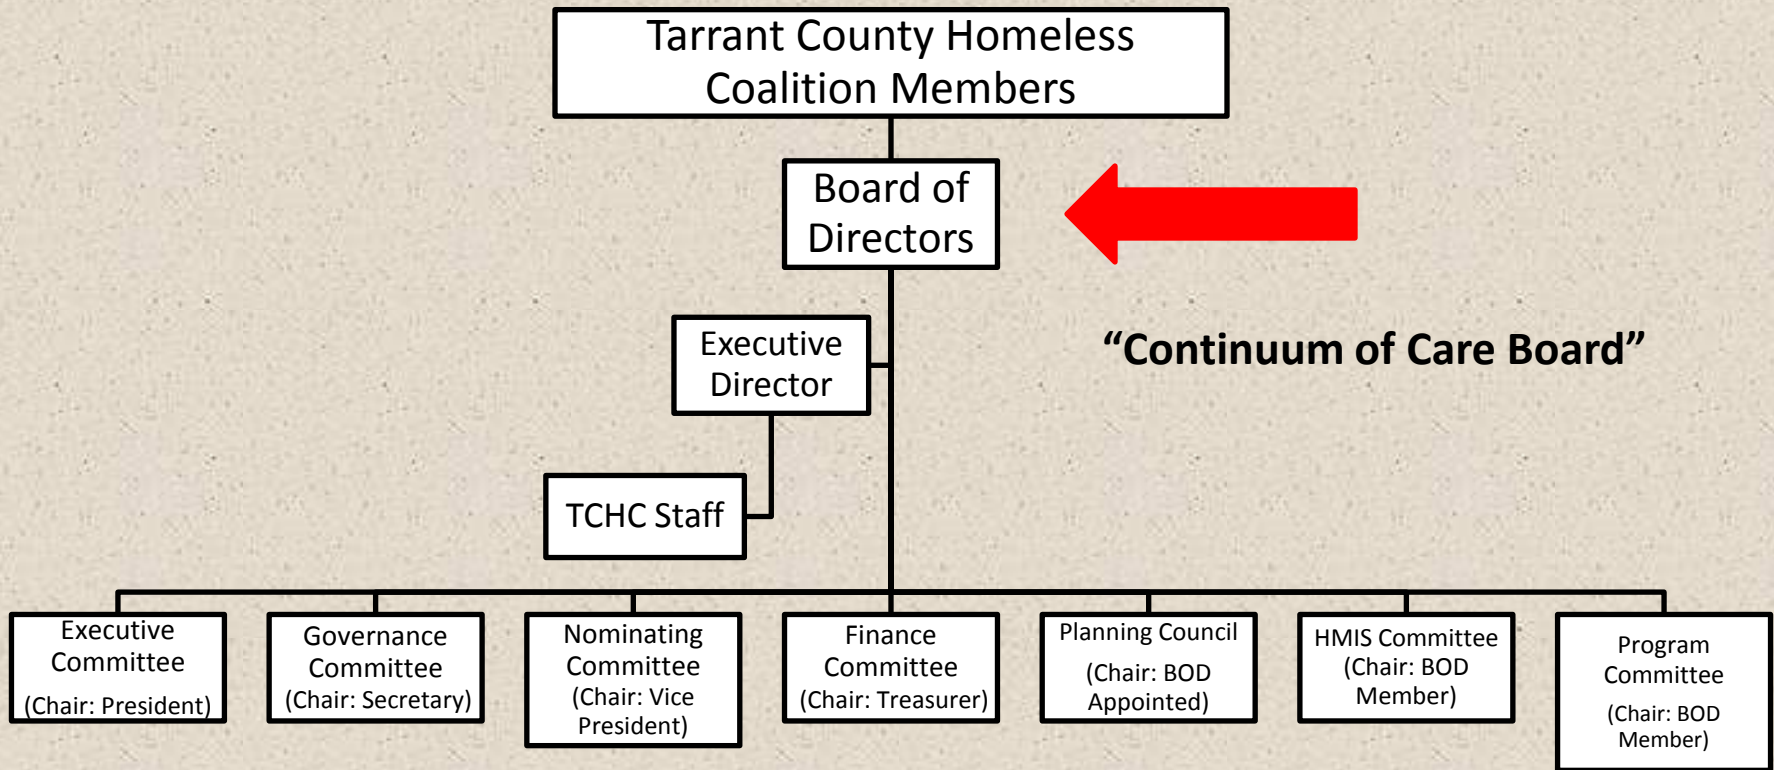 Tarrant County Homeless
Coalition Members
Board of
Directors
Executive
Director
“Continuum of Care Board”
TCHC Staff
Executive
Committee
(Chair: President)
Governance
Committee
(Chair: Secretary)
Nominating
Committee
(Chair: Vice
President)
Finance
Committee
(Chair: Treasurer)
Planning Council
(Chair: BOD
Appointed)
HMIS Committee
(Chair: BOD
Member)
Program
Committee
(Chair: BOD
Member)